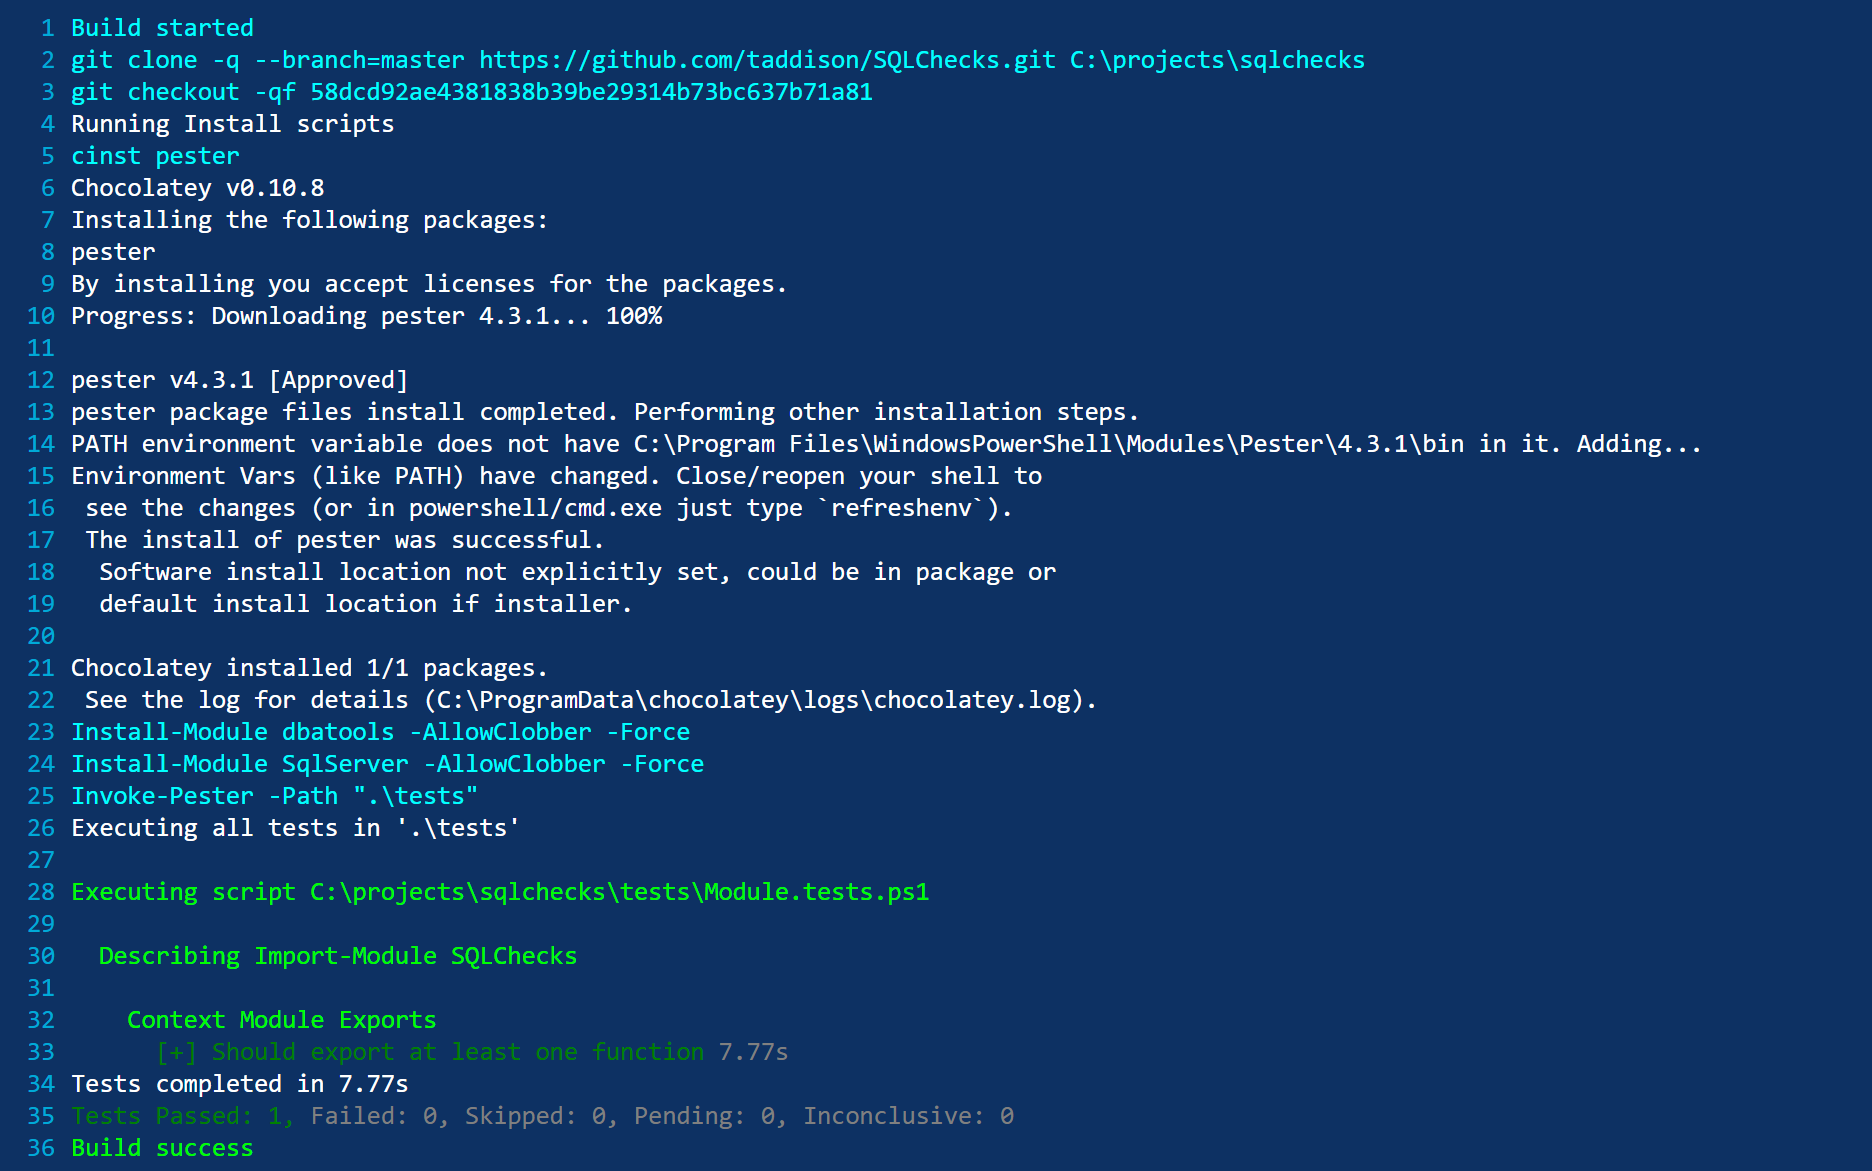 1 Build started
2 git clone -q --branch=master https://github.com/taddison/SQLChecks.git C:\projects\sqlchecks
3 git checkout -qf 58dcd92ae4381838b39be29314b73bc637b71a81
4 Running Install scripts
5 cinst pester
6 Chocolatey v0.10.8
7 Installing the following packages:
8 pester
9 By installing you accept licenses for the packages.
10 Progress: Downloading pester 4.3.1... 100%
11
12 pester v4.3.1 [Approved]
13 pester package files install completed. Performing other installation steps.
14 PATH environment variable does not have C:\Program Files\WindowsPowerShell\Modules\Pester\4.3.1\bin in it. Adding...
15 Environment Vars (like PATH) have changed. Close/reopen your shell to
16  see the changes (or in powershell/cmd.exe just type `refreshenv`).
17  The install of pester was successful.
18   Software install location not explicitly set, could be in package or
19   default install location if installer.
20
21 Chocolatey installed 1/1 packages.
22  See the log for details (C:\ProgramData\chocolatey\logs\chocolatey.log).
23 Install-Module dbatools -AllowClobber -Force
24 Install-Module SqlServer -AllowClobber -Force
25 Invoke-Pester -Path ".\tests"
26 Executing all tests in '.\tests'
27
28 Executing script C:\projects\sqlchecks\tests\Module.tests.ps1
29
30   Describing Import-Module SQLChecks
31
32     Context Module Exports
33       [+] Should export at least one function 7.77s
34 Tests completed in 7.77s
35 Tests Passed: 1, Failed: 0, Skipped: 0, Pending: 0, Inconclusive: 0
36 Build success